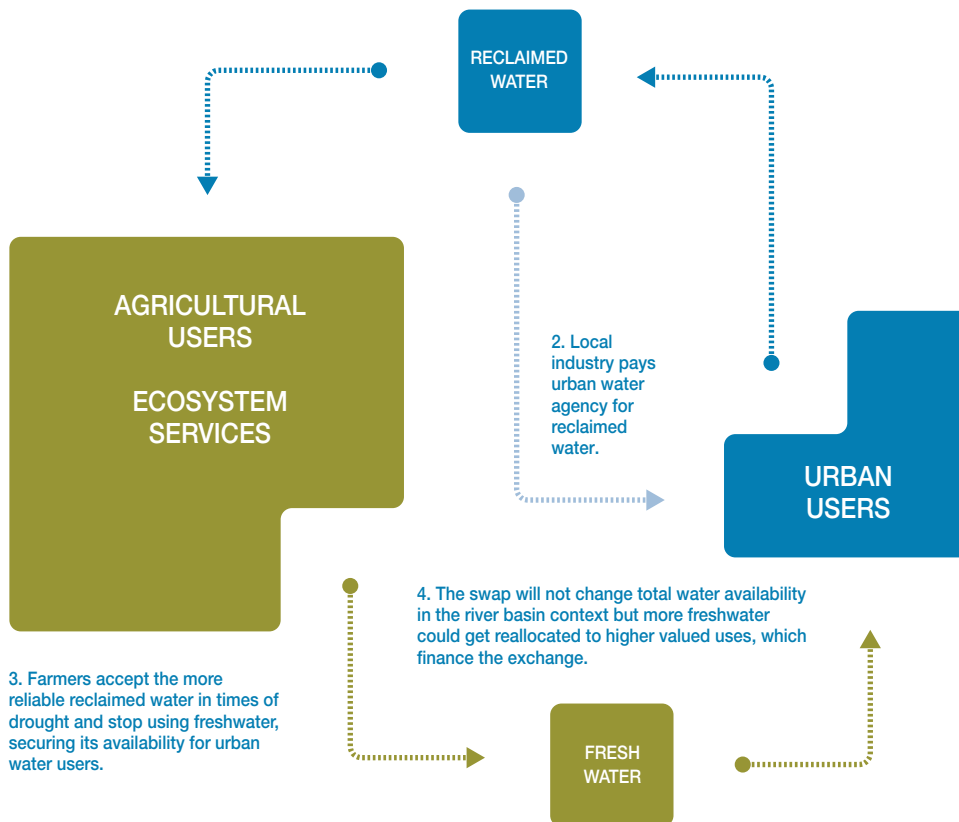 RECLAIMED
WATER
AGRICULTURAL
USERS
ECOSYSTEM
SERVICES
2. Local
industry pays
urban water
agency for
reclaimed
water.
URBAN
USERS
4. The swap will not change total water availability
in the river basin context but more freshwater
could get reallocated to higher valued uses, which
finance the exchange.
3. Farmers accept the more
reliable reclaimed water in times of
drought and stop using freshwater,
securing its availability for urban
water users.
FRESH
WATER